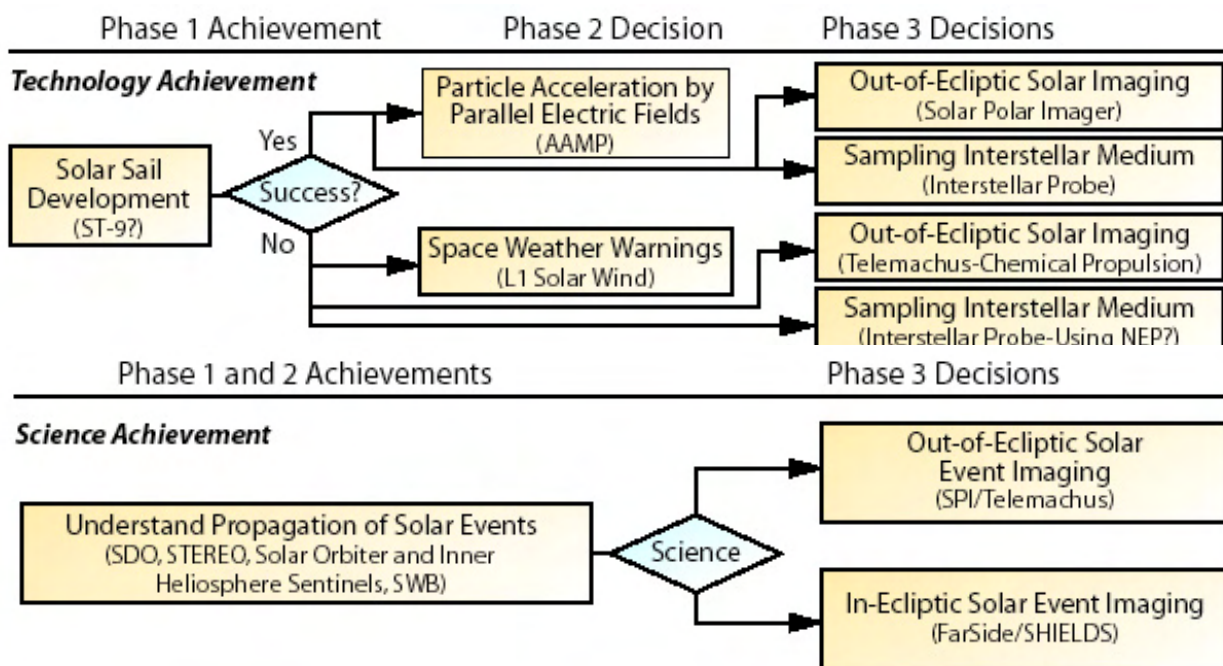 Phase 1 Achievement
Phase 2 Decision
Phase 3 Decisions
Technology Achievement
Solar Sail
Development
(ST-9?)
Yes
Success?
No
Particle Acceleration by
Parallel Electric Fields
(AAMP)
Space Weather Warnings
(L1 Solar Wind)
Out-of-Ecliptic Solar Imaging
(Solar Polar Imager)
Sampling Interstellar Medium
(Interstellar Probe)
Out-of-Ecliptic Solar Imaging
(Telemachus-Chemical Propulsion)
Sampling Interstellar Medium
(Interstellar Probe-Using NEP?)
Phase 1 and 2 Achievements
Phase 3 Decisions
Science Achievement
Understand Propagation of Solar Events
(SDO, STEREO, Solar Orbiter and Inner
Heliosphere Sentinels, SWB)
Science
Out-of-Ecliptic Solar
Event Imaging
(SPI/Telemachus)
In-Ecliptic Solar Event Imaging
(FarSide/SHIELDS)